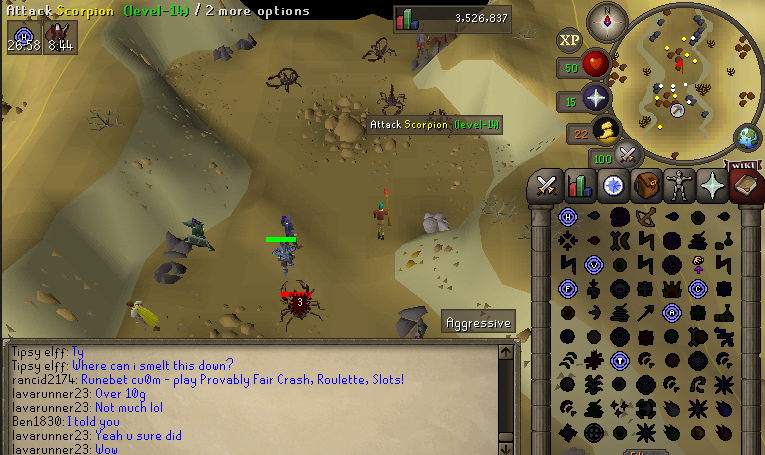 Attack Scorpion (level-14) / 2 more options
3,526,837
26:58 8:44
N
XP
50
15
Attack Scorpion (level-14)
22
100
WIKI
H
V
F
C
A
T
3
Aggressive
Tipsy elff: Ty
Tipsy elff: Where can i smelt this down?
rancid2174: Runebet cu0m - play Provably Fair Crash, Roulette, Slots!
lavarunner23: Over 10g
lavarunner23: Not much lol
Ben1830: I told you
lavarunner23: Yeah u sure did
lavarunner23: Wow